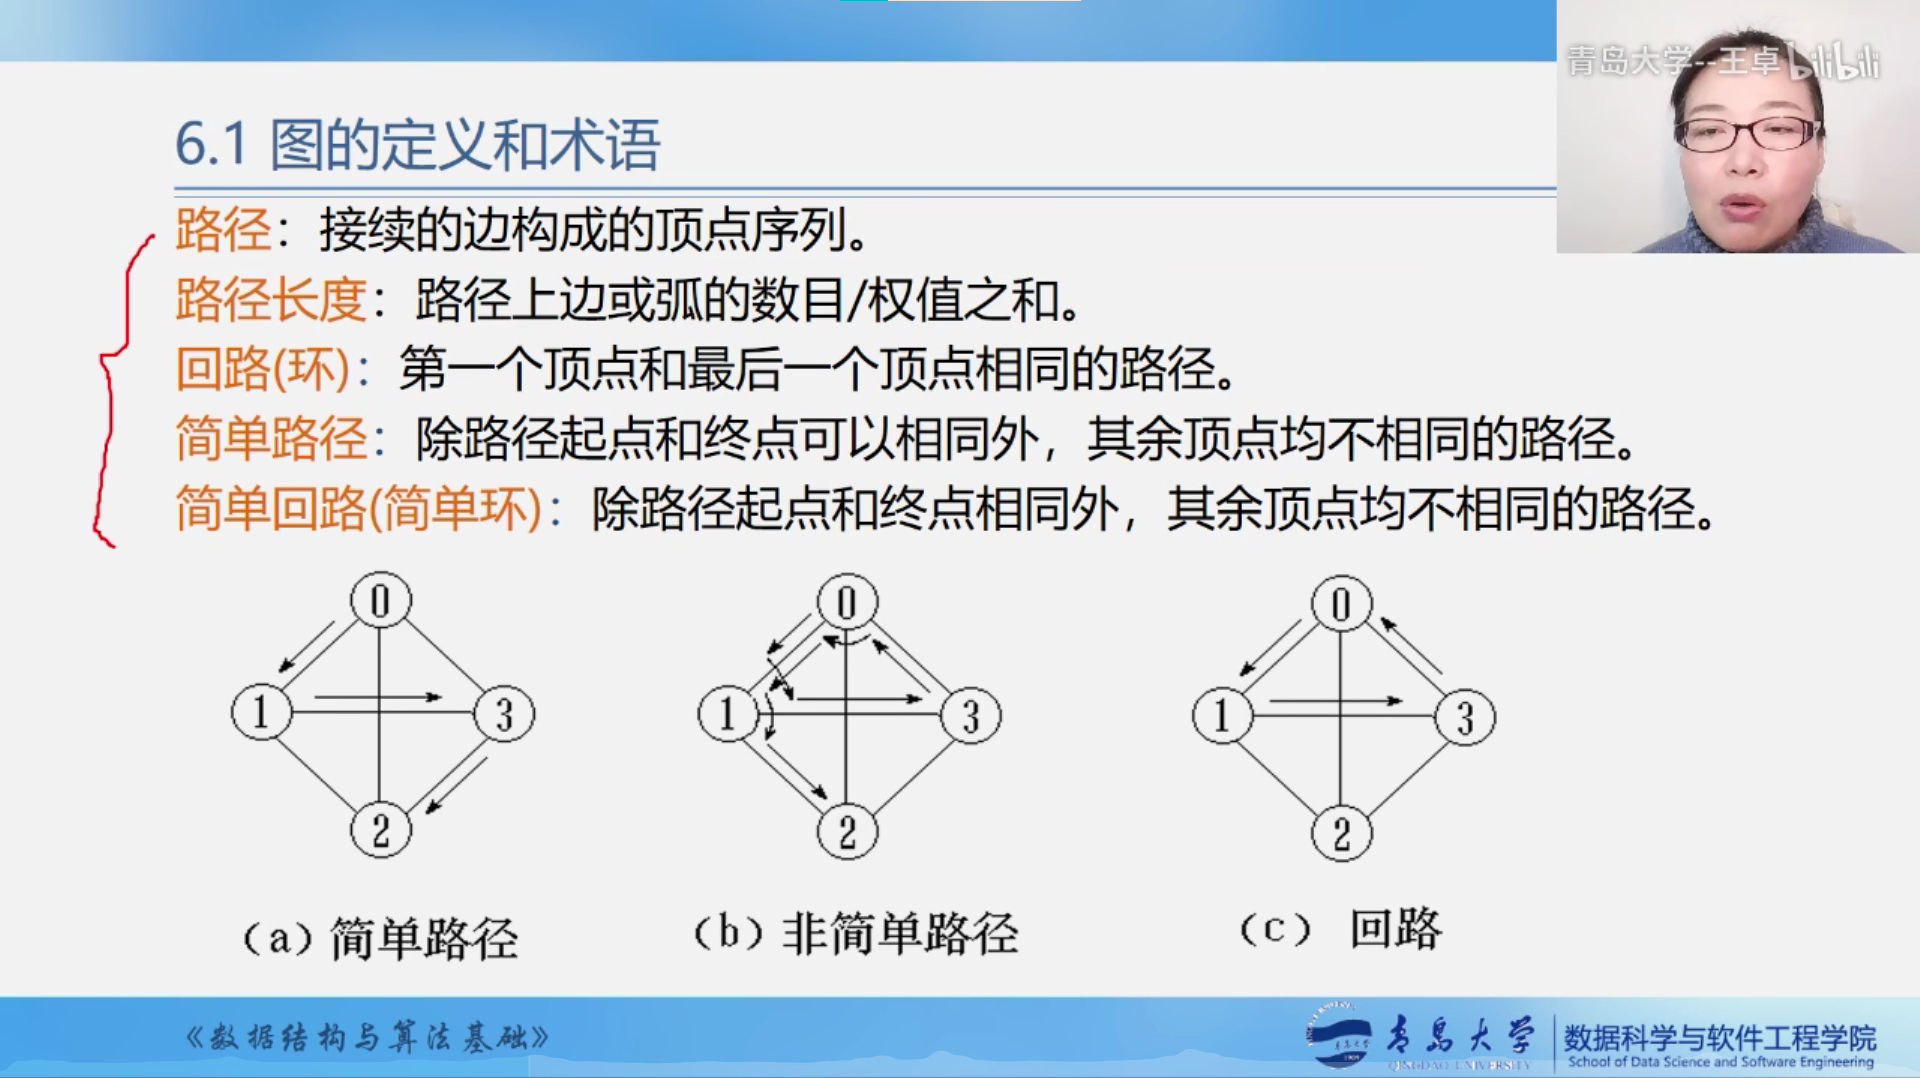 青岛大学--王卓 bilibili
6.1 图的定义和术语
路径：接续的边构成的顶点序列。
路径长度：路径上边或弧的数目/权值之和。
回路(环)：第一个顶点和最后一个顶点相同的路径。
简单路径：除路径起点和终点可以相同外，其余顶点均不相同的路径。
简单回路(简单环)：除路径起点和终点相同外，其余顶点均不相同的路径。
0 0 0
1 3 1 3 1 3
2 2 2
（a）简单路径 （b）非简单路径 （c） 回路
《数据结构与算法基础》
青岛大学 数据科学与软件工程学院
QINGDAO UNIVERSITY School of Data Science and Software Engineering